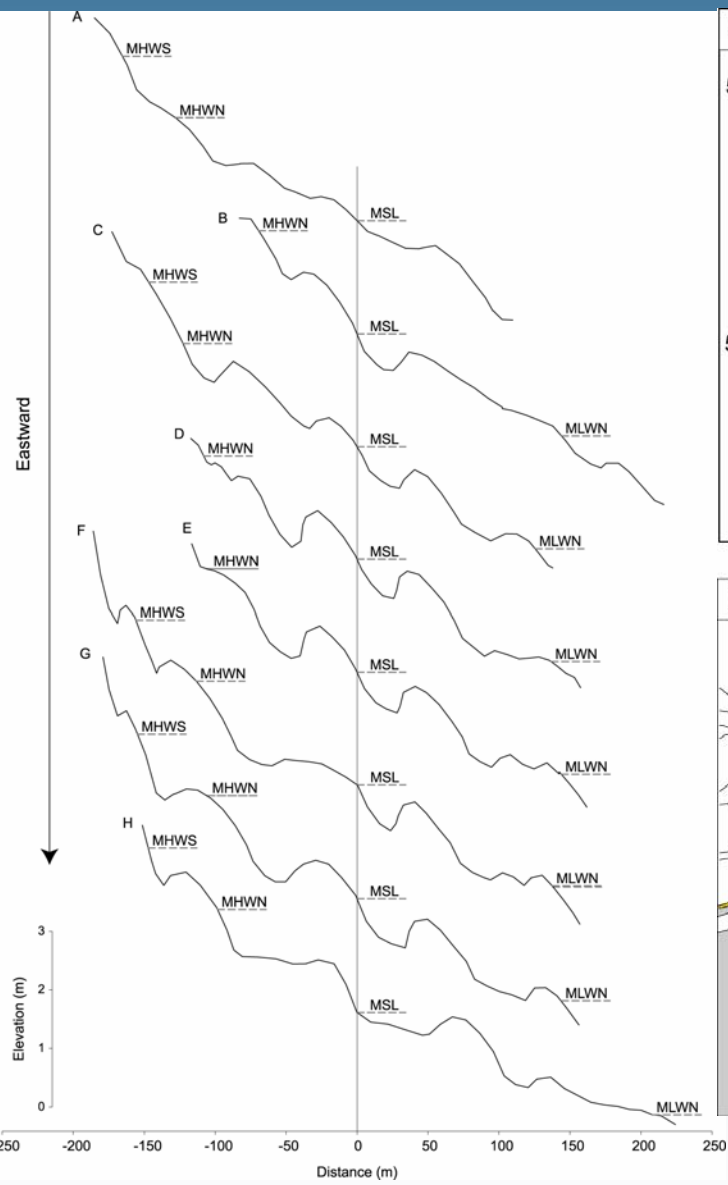 A
MHWS
MHWN
MSL
B
MHWN
C
MHWS
MSL
MHWN
MLWN
MSL
D
MHWN
Eastward
F
E
MLWN
MSL
MHWN
MHWS
G
MLWN
MSL
MHWN
MHWS
MLWN
MSL
MHWN
H
MHWS
MLWN
MSL
MHWN
3
MLWN
2
MSL
Elevation (m)
1
0
MLWN
250 -200 -150 -100 -50 0 50 100 150 200 250
Distance (m)